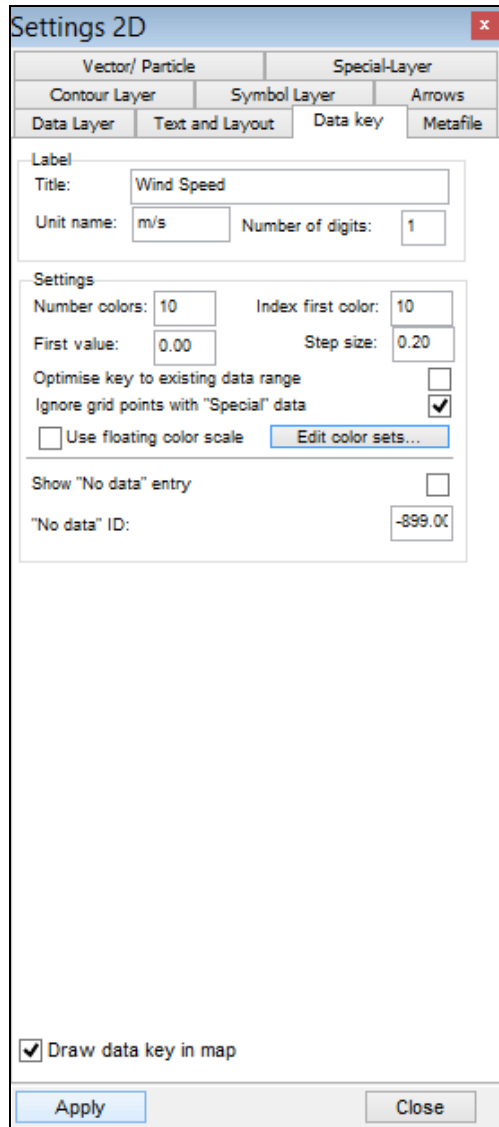 Settings 2D x
Vector/ Particle Special-Layer
Contour Layer Symbol Layer Arrows
Data Layer Text and Layout Data key Metafile
Label
Title: Wind Speed
Unit name: m/s Number of digits: 1
Settings
Number colors: 10 Index first color: 10
First value: 0.00 Step size: 0.20
Optimise key to existing data range
Ignore grid points with "Special" data
Use floating color scale Edit color sets...
Show "No data" entry
"No data" ID: -899.00
Draw data key in map
Apply Close